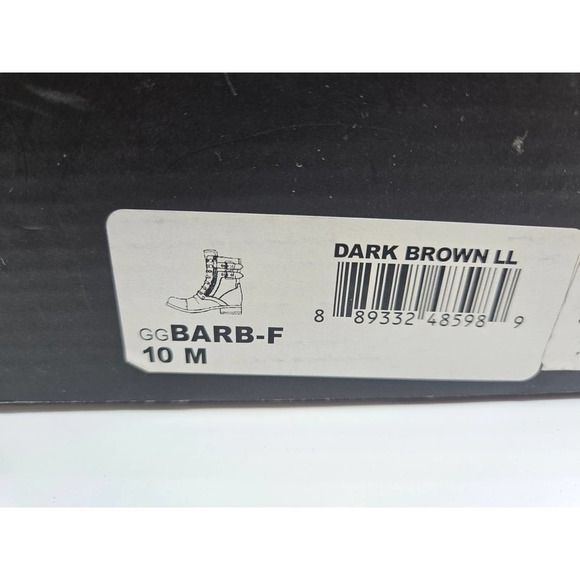 DARK BROWN LL
8 89332 48598 9
GGBARB-F
10 M